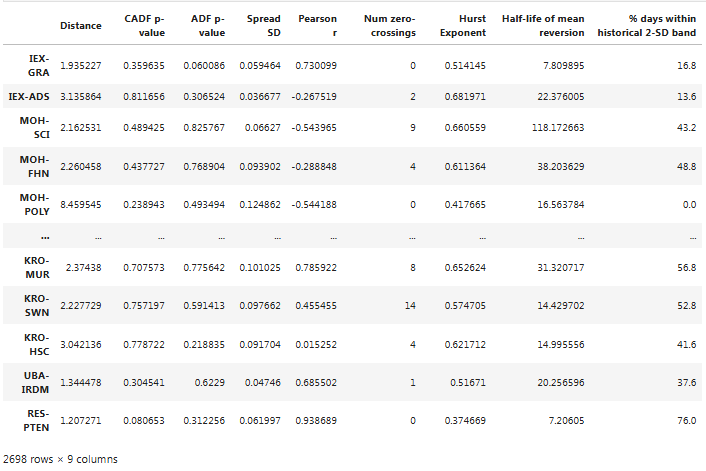 Distance CADF p-value ADF p-value Spread SD Pearson r Num zero-crossings Hurst Exponent Half-life of mean reversion % days within historical 2-SD band
IEX-GRA 1.935227 0.359635 0.060086 0.059464 0.730099 0 0.514145 7.809895 16.8
IEX-ADS 3.135864 0.811656 0.306524 0.036677 -0.267519 2 0.681971 22.376005 13.6
MOH-SCI 2.162531 0.489425 0.825767 0.06627 -0.543965 9 0.660559 118.172663 43.2
MOH-FHN 2.260458 0.437727 0.768904 0.093902 -0.288848 4 0.611364 38.203629 48.8
MOH-POLY 8.459545 0.238943 0.493494 0.124862 -0.544188 0 0.417665 16.563784 0.0
... ... ... ... ... ... ... ... ... ...
KRO-MUR 2.37438 0.707573 0.775642 0.101025 0.785922 8 0.652624 31.320717 56.8
KRO-SWN 2.227729 0.757197 0.591413 0.097662 0.455455 14 0.574705 14.429702 52.8
KRO-HSC 3.042136 0.778722 0.218835 0.091704 0.015252 4 0.621712 14.995556 41.6
UBA-IRDM 1.344478 0.304541 0.6229 0.04746 0.685502 1 0.51671 20.256596 37.6
RES-PTEN 1.207271 0.080653 0.312256 0.061997 0.938689 0 0.374669 7.20605 76.0
2698 rows × 9 columns